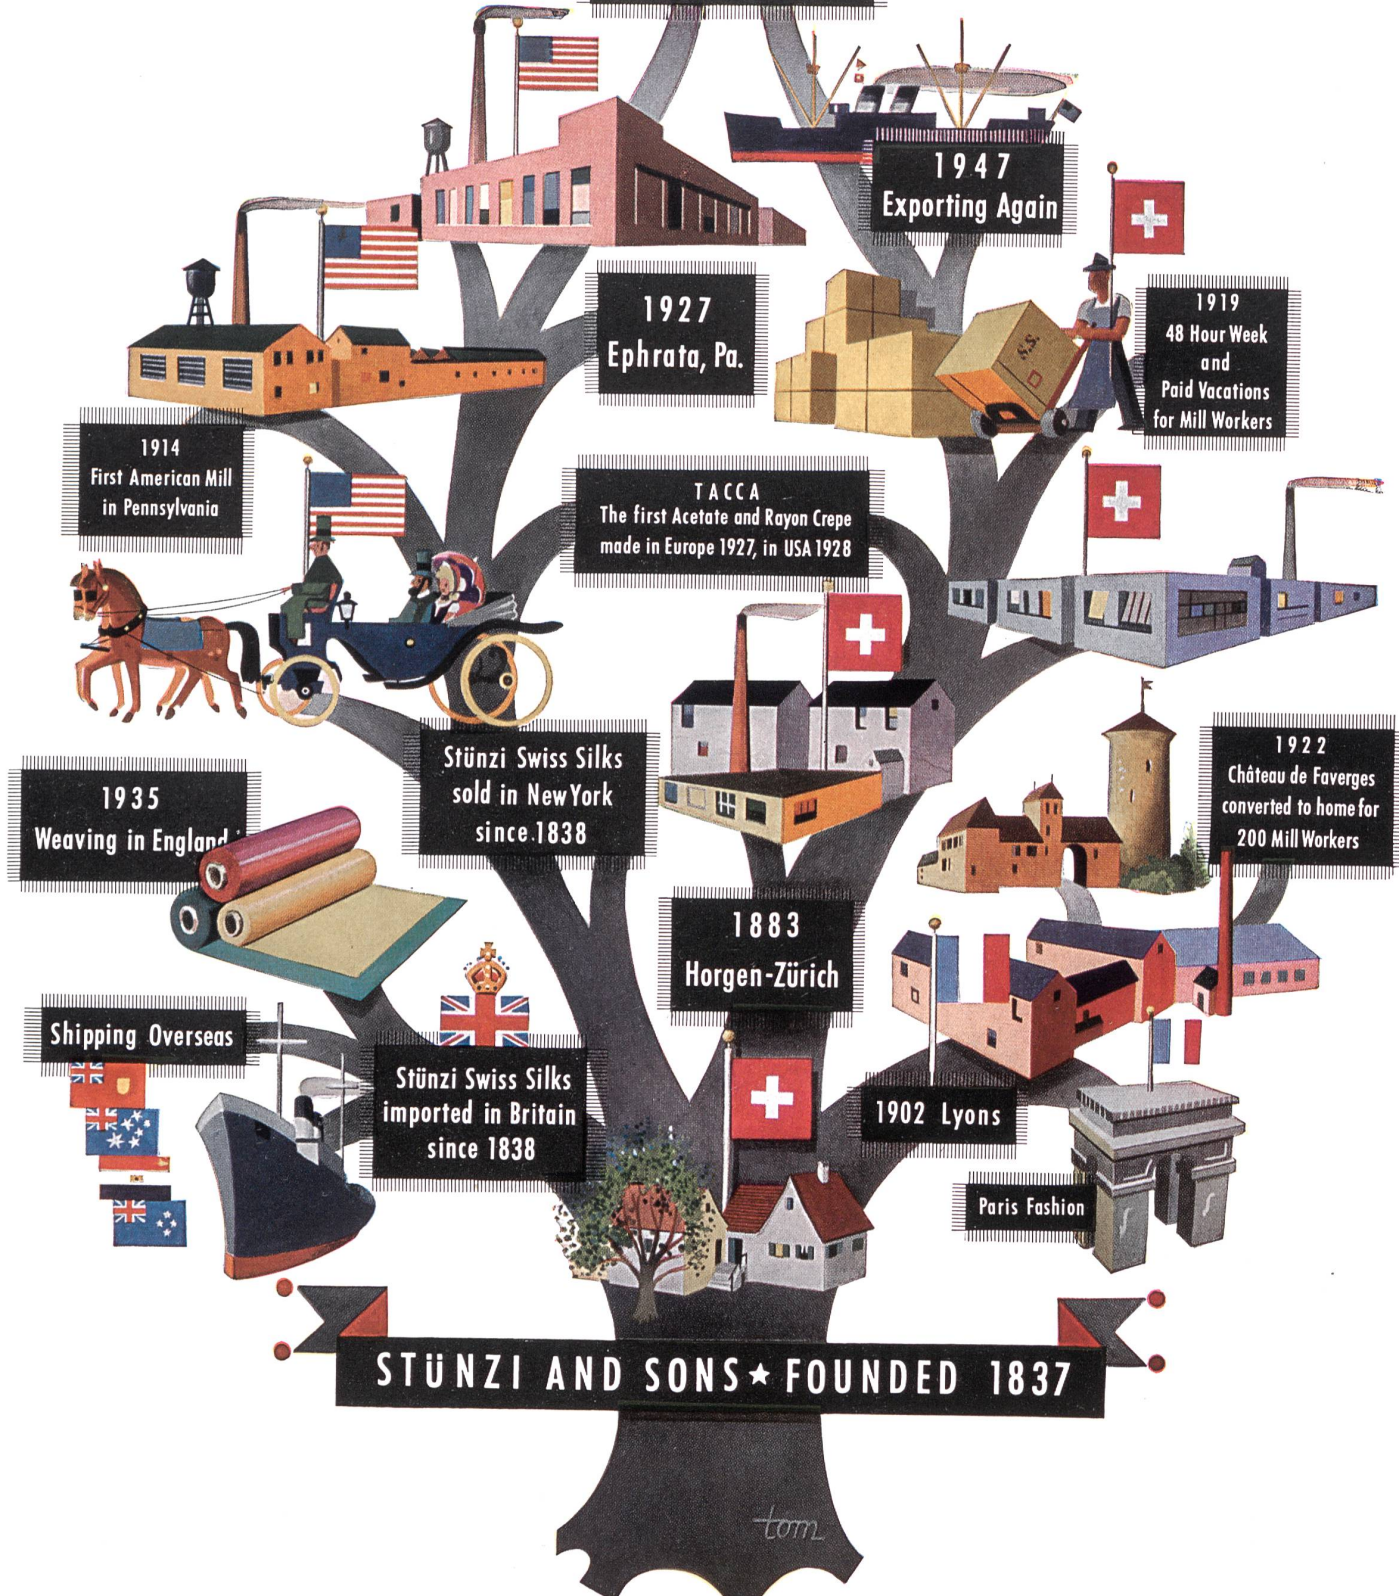 1947
Exporting Again
1927
Ephrata, Pa.
1919
48 Hour Week
and
Paid Vacations
for Mill Workers
S.S.
1914
First American Mill
in Pennsylvania
TACCA
The first Acetate and Rayon Crepe
made in Europe 1927, in USA 1928
Stünzi Swiss Silks
sold in New York
since 1838
1922
Château de Faverges
converted to home for
200 Mill Workers
1935
Weaving in England
1883
Horgen-Zürich
Shipping Overseas
Stünzi Swiss Silks
imported in Britain
since 1838
1902 Lyons
Paris Fashion
STÜNZI AND SONS★FOUNDED 1837
tom